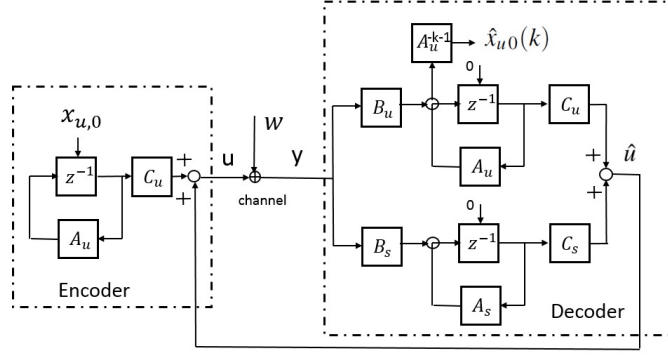 x_{u,0}
z^{-1}
C_u
+
+
A_u
Encoder
u
w
channel
y
A_u^{-k-1}
\hat{x}_{u0}(k)
0
B_u
z^{-1}
C_u
A_u
+
+
û
0
B_s
z^{-1}
C_s
A_s
Decoder